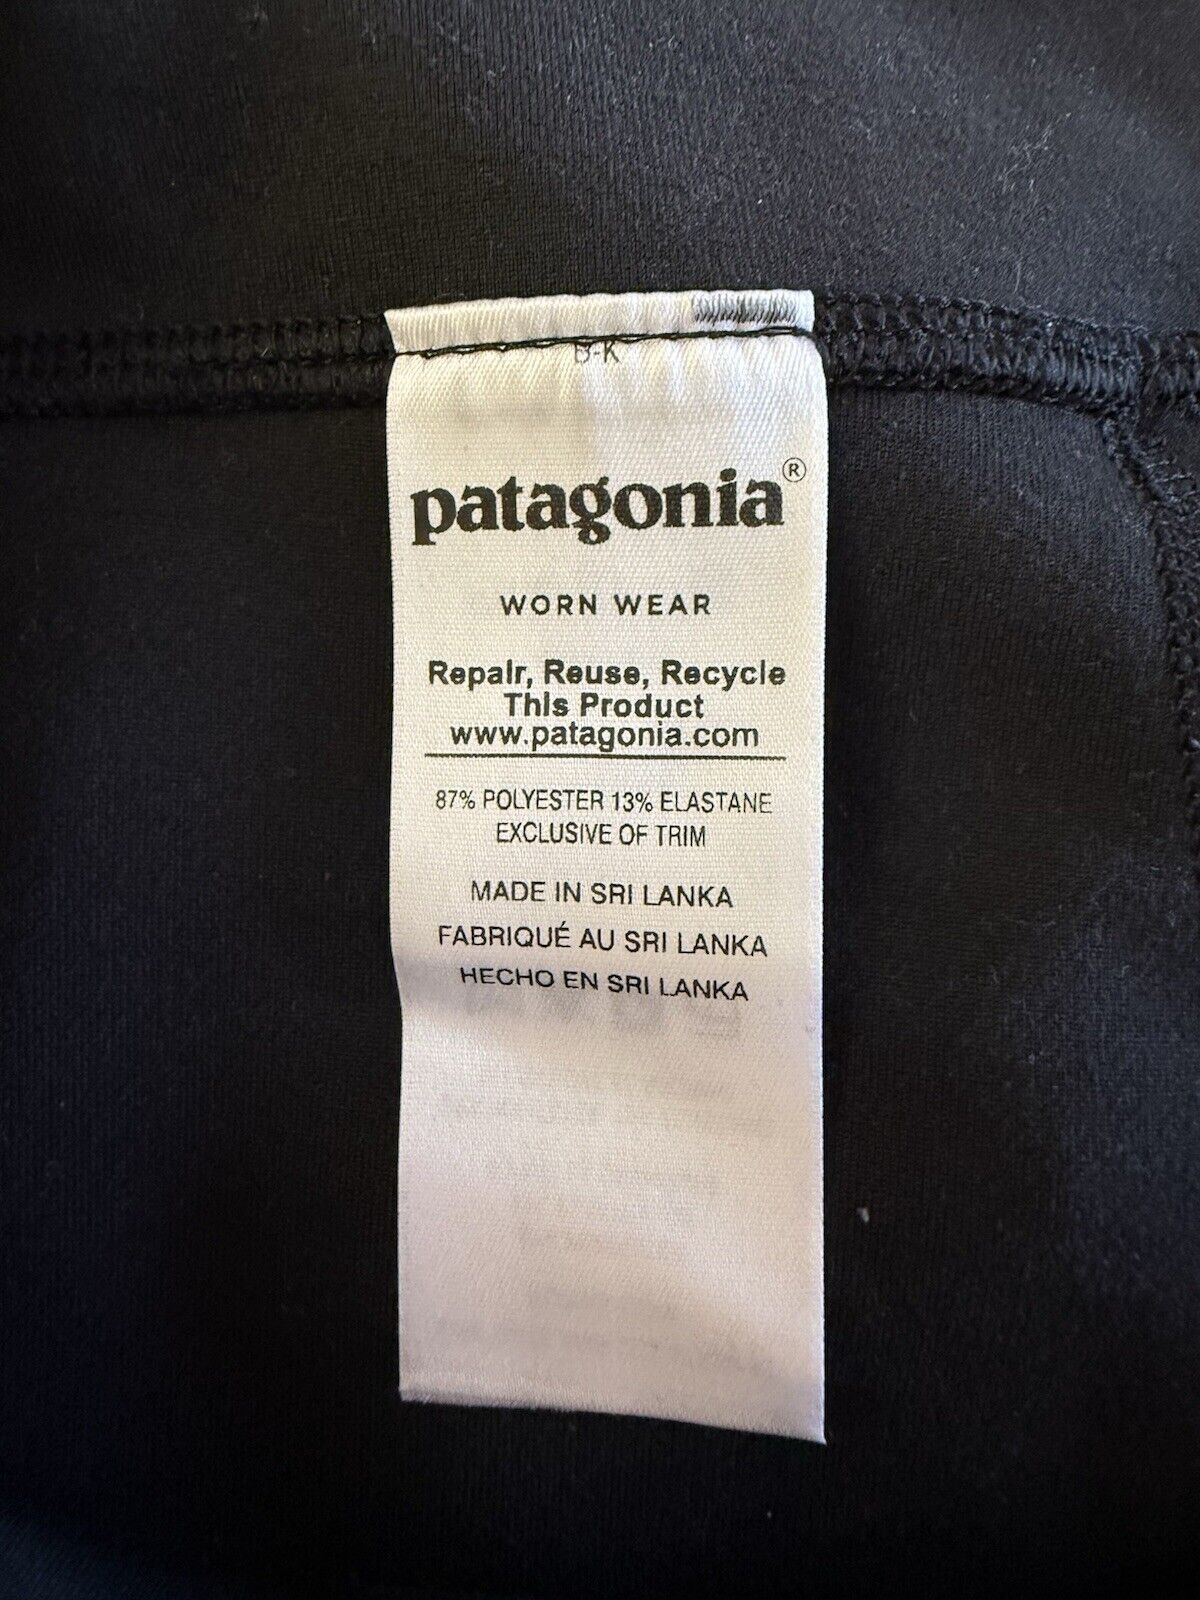 B-K
patagonia®
WORN WEAR
Repair, Reuse, Recycle
This Product
www.patagonia.com
87% POLYESTER 13% ELASTANE
EXCLUSIVE OF TRIM
MADE IN SRI LANKA
FABRIQUÉ AU SRI LANKA
HECHO EN SRI LANKA